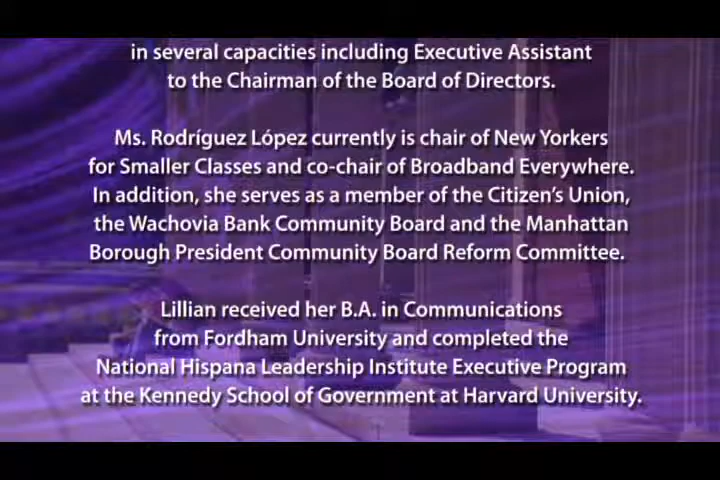 in several capacities including Executive Assistant
to the Chairman of the Board of Directors.
Ms. Rodríguez López currently is chair of New Yorkers
for Smaller Classes and co-chair of Broadband Everywhere.
In addition, she serves as a member of the Citizen's Union,
the Wachovia Bank Community Board and the Manhattan
Borough President Community Board Reform Committee.
Lillian received her B.A. in Communications
from Fordham University and completed the
National Hispana Leadership Institute Executive Program
at the Kennedy School of Government at Harvard University.